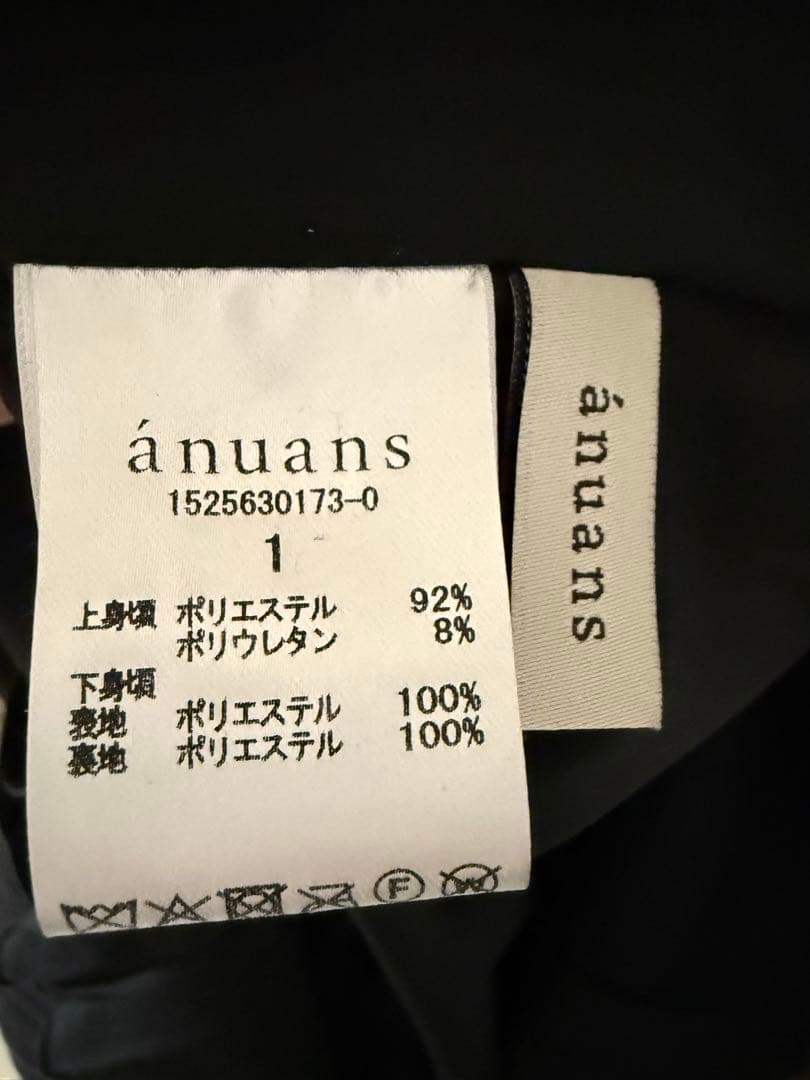 ánuans
1525630173-0
1
上身頃 ポリエステル 92%
ポリウレタン 8%
下身頃
表地 ポリエステル 100%
裏地 ポリエステル 100%
F W
ánuans